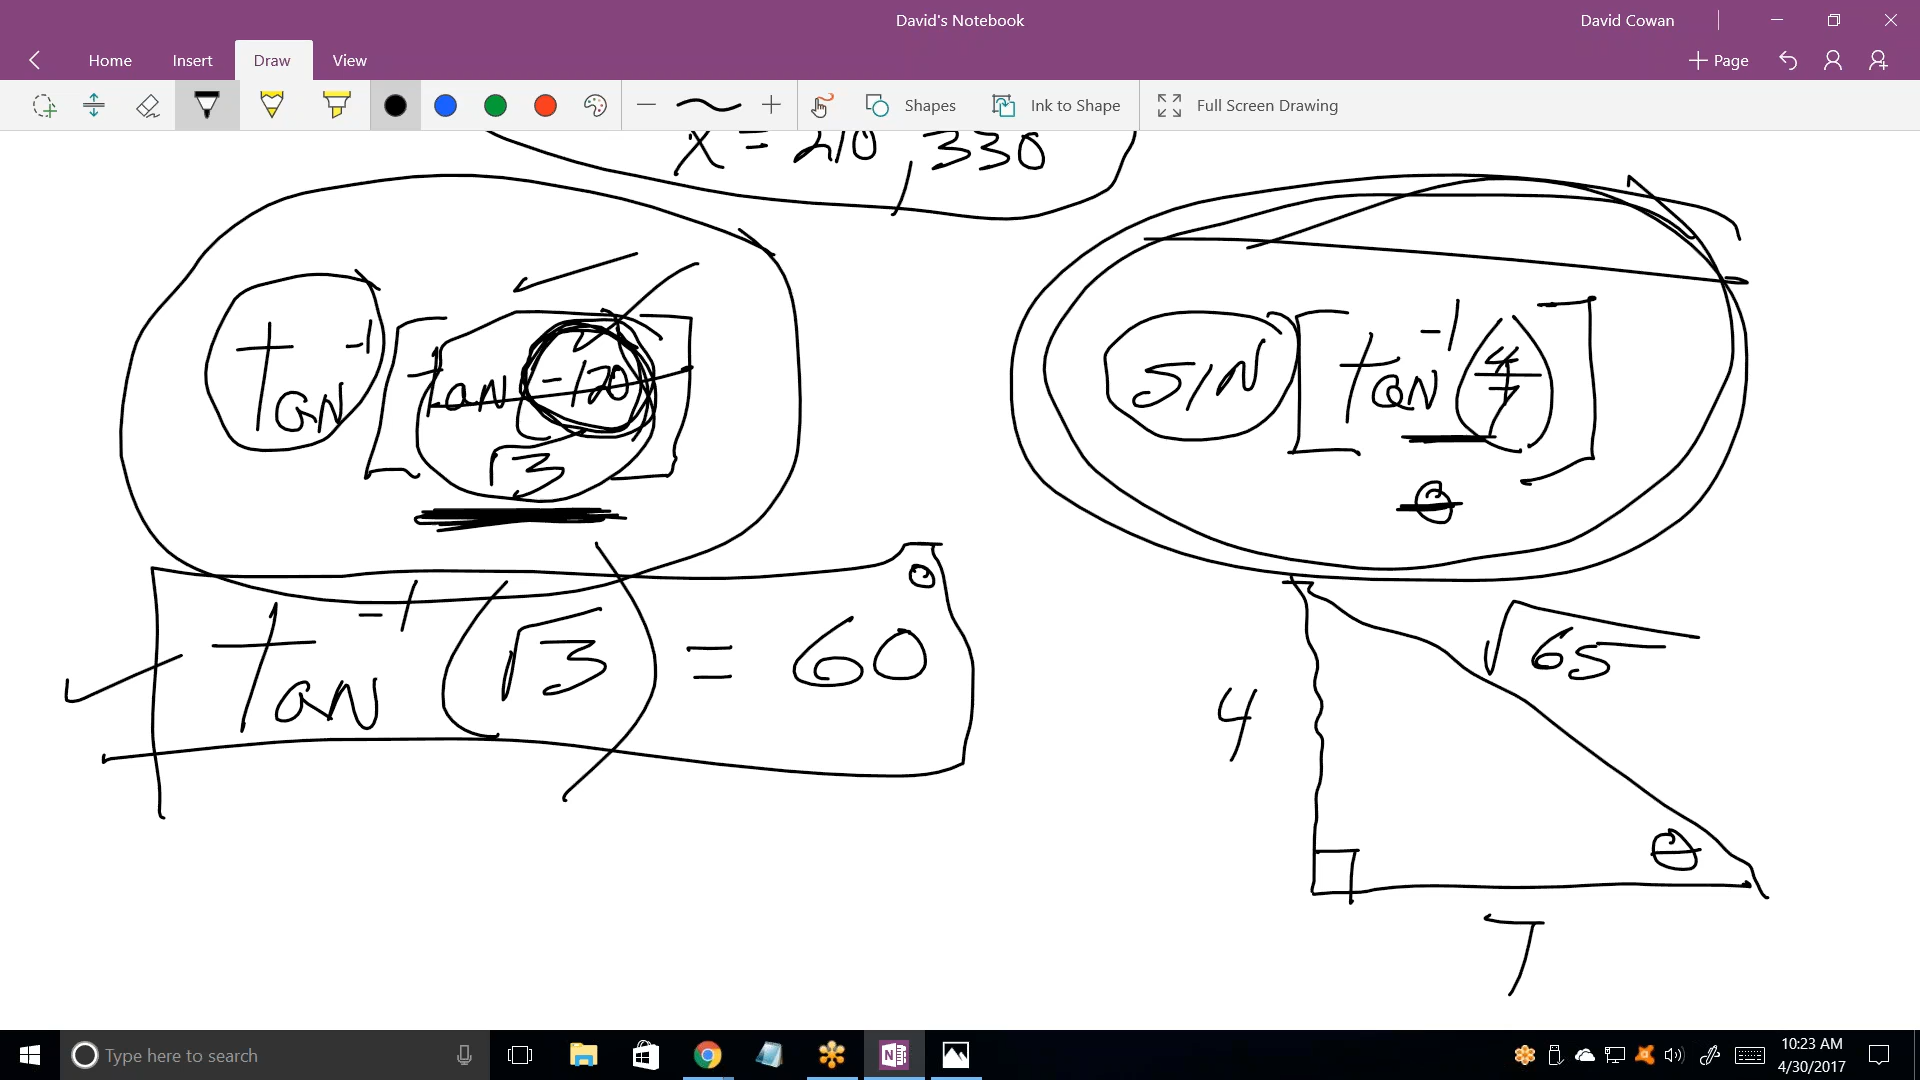 David's Notebook
David Cowan
Home Insert Draw View
Page
Shapes Ink to Shape Full Screen Drawing
x = 210, 330
tan⁻¹ [tan (-120)]
√3
SIN [tan⁻¹ (4/7)]
θ
tan⁻¹ (√3) = 60°
√65
4
θ
7
Type here to search
10:23 AM
4/30/2017